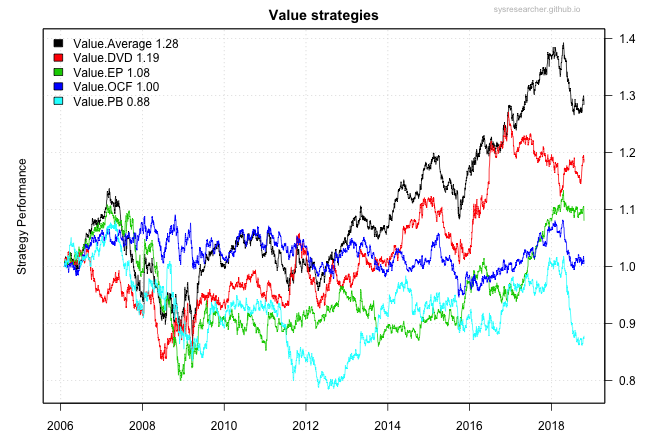 sysresearcher.github.io
Value strategies
Value.Average 1.28
Value.DVD 1.19
Value.EP 1.08
Value.OCF 1.00
Value.PB 0.88
Strategy Performance
1.4
1.3
1.2
1.1
1.0
0.9
0.8
2006 2008 2010 2012 2014 2016 2018